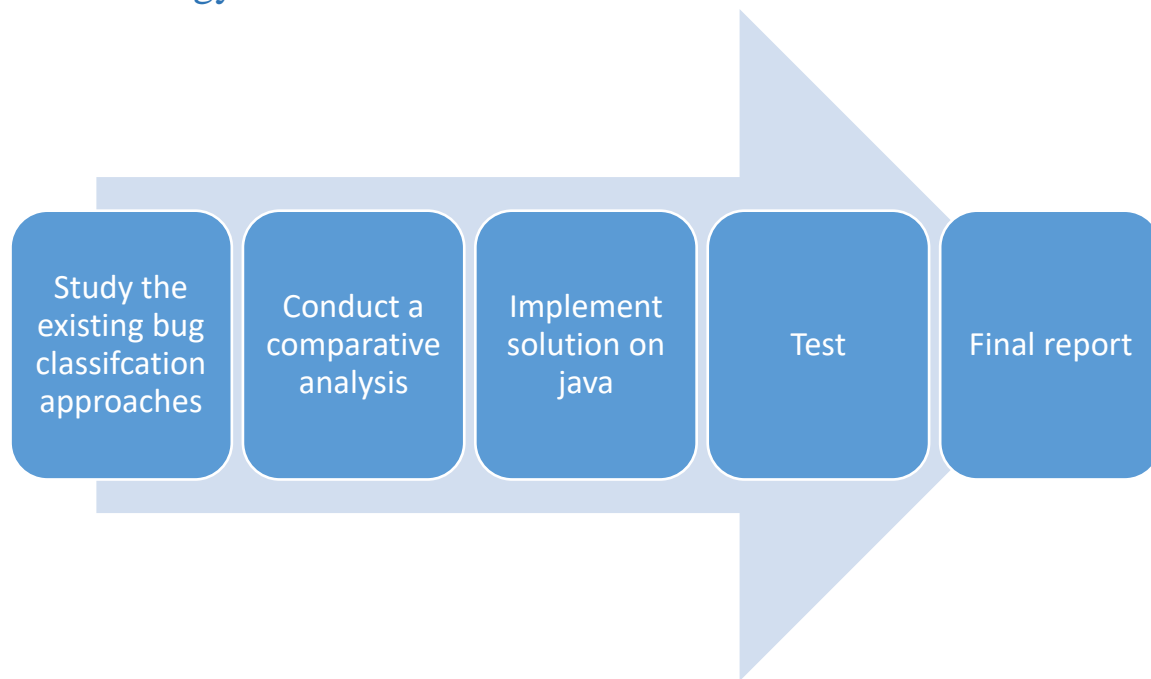 Study the
existing bug
classifcation
approaches
Conduct a
comparative
analysis
Implement
solution on
java
Test
Final report